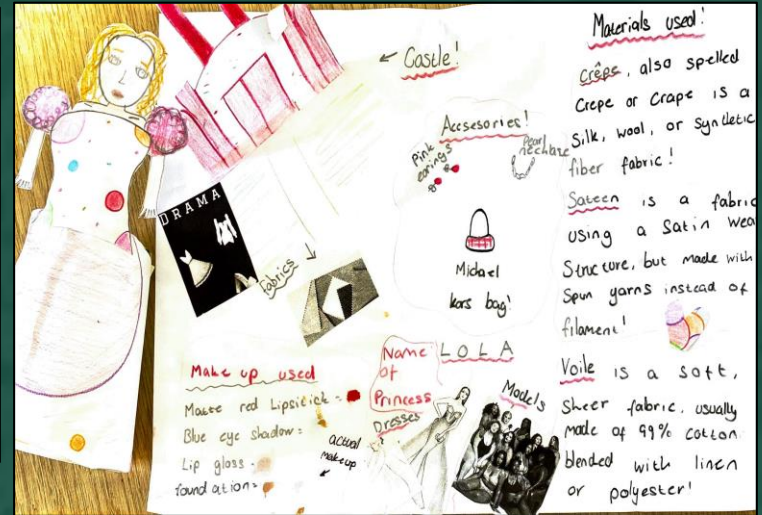 ← Castle!
Accsesories!
Pink
earings
Pearl
necklace
Michael
kors bag!
DRAMA
fabrics
Make up used
Matte red Lipstick =
Blue eye shadow =
Lip gloss =
foundation =
actual
makeup
Name
of
Princess
LOLA
Dresses
Models
Materials used!
crêpe, also spelled
Crepe or Crape is a
Silk, wool, or Synthetic
fiber fabric!
Sateen is a fabric
using a Satin wea
Structure, but made with
Spun yarns instead of
filament!
Voile is a soft,
Sheer fabric, usually
made of 99% cotton
blended with linen
or polyester!